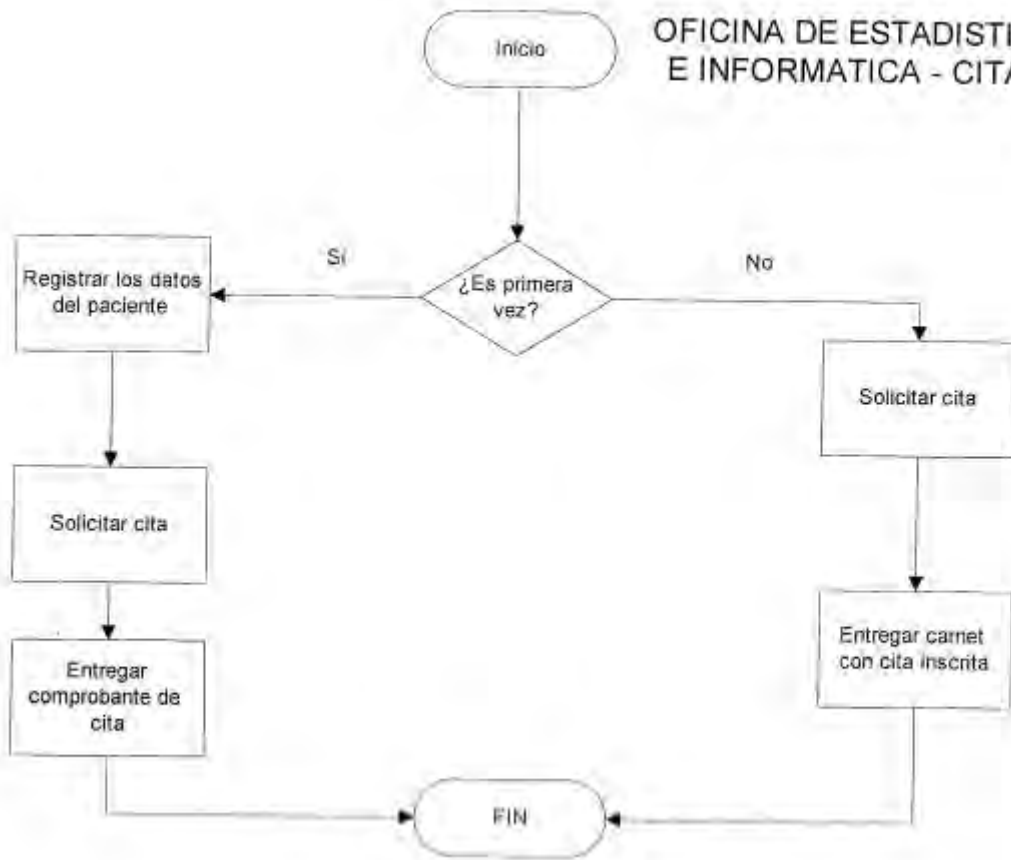 Inicio
OFICINA DE ESTADISTI
E INFORMATICA - CITA
Sí
No
¿Es primera
vez?
Registrar los datos
del paciente
Solicitar cita
Solicitar cita
Entregar carnet
con cita inscrita
Entregar
comprobante de
cita
FIN